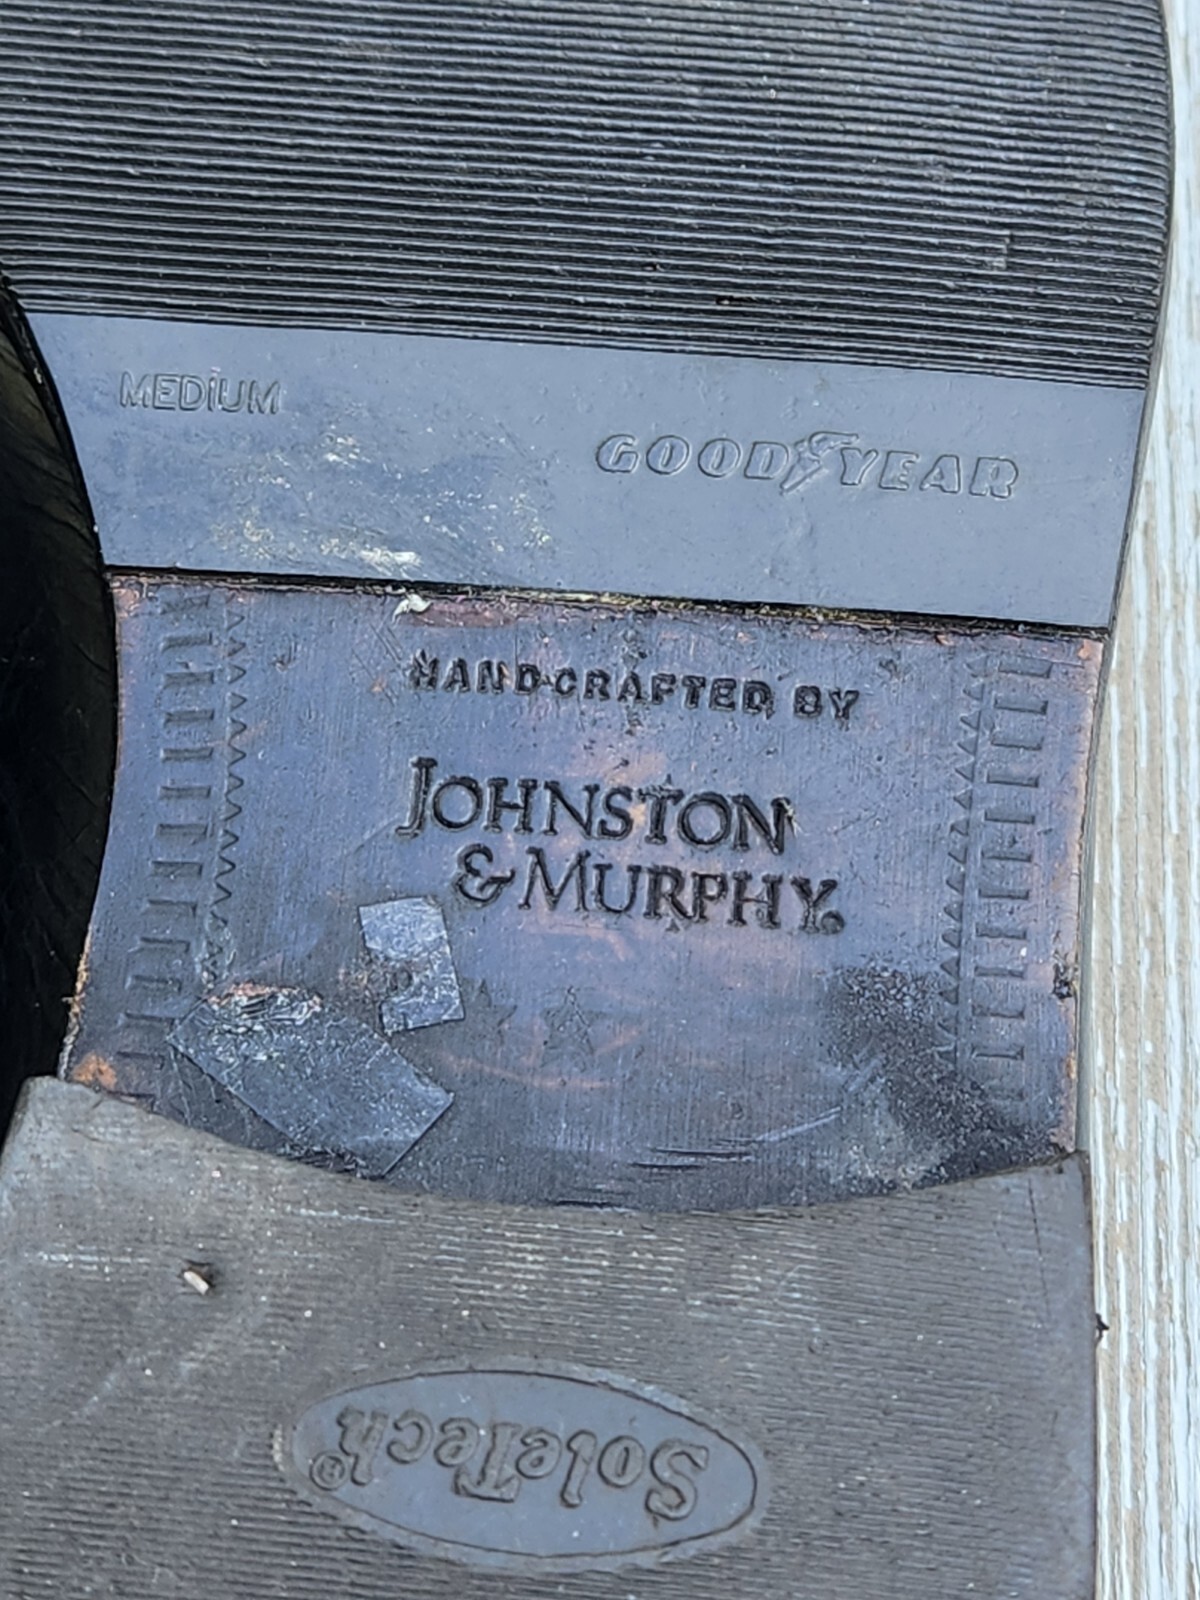 MEDIUM
GOODYEAR
HAND-CRAFTED BY
JOHNSTON
& MURPHY®
SoleTech®